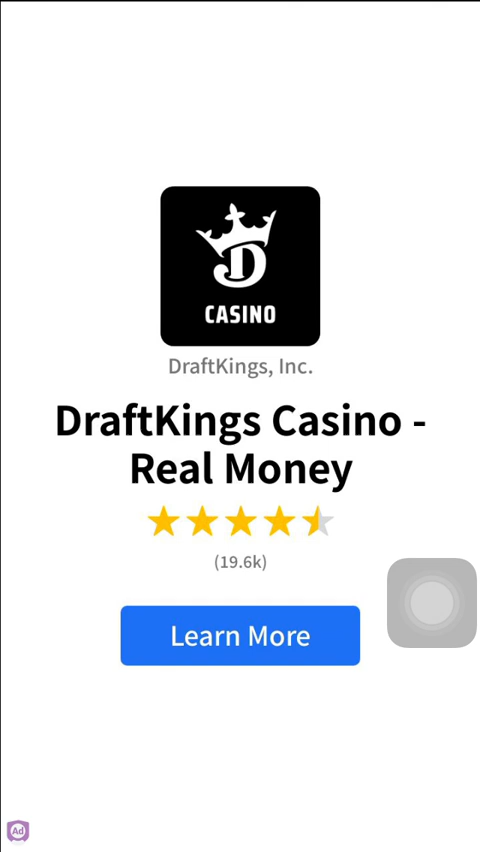 D
CASINO
DraftKings, Inc.
DraftKings Casino -
Real Money
(19.6k)
Learn More
Ad